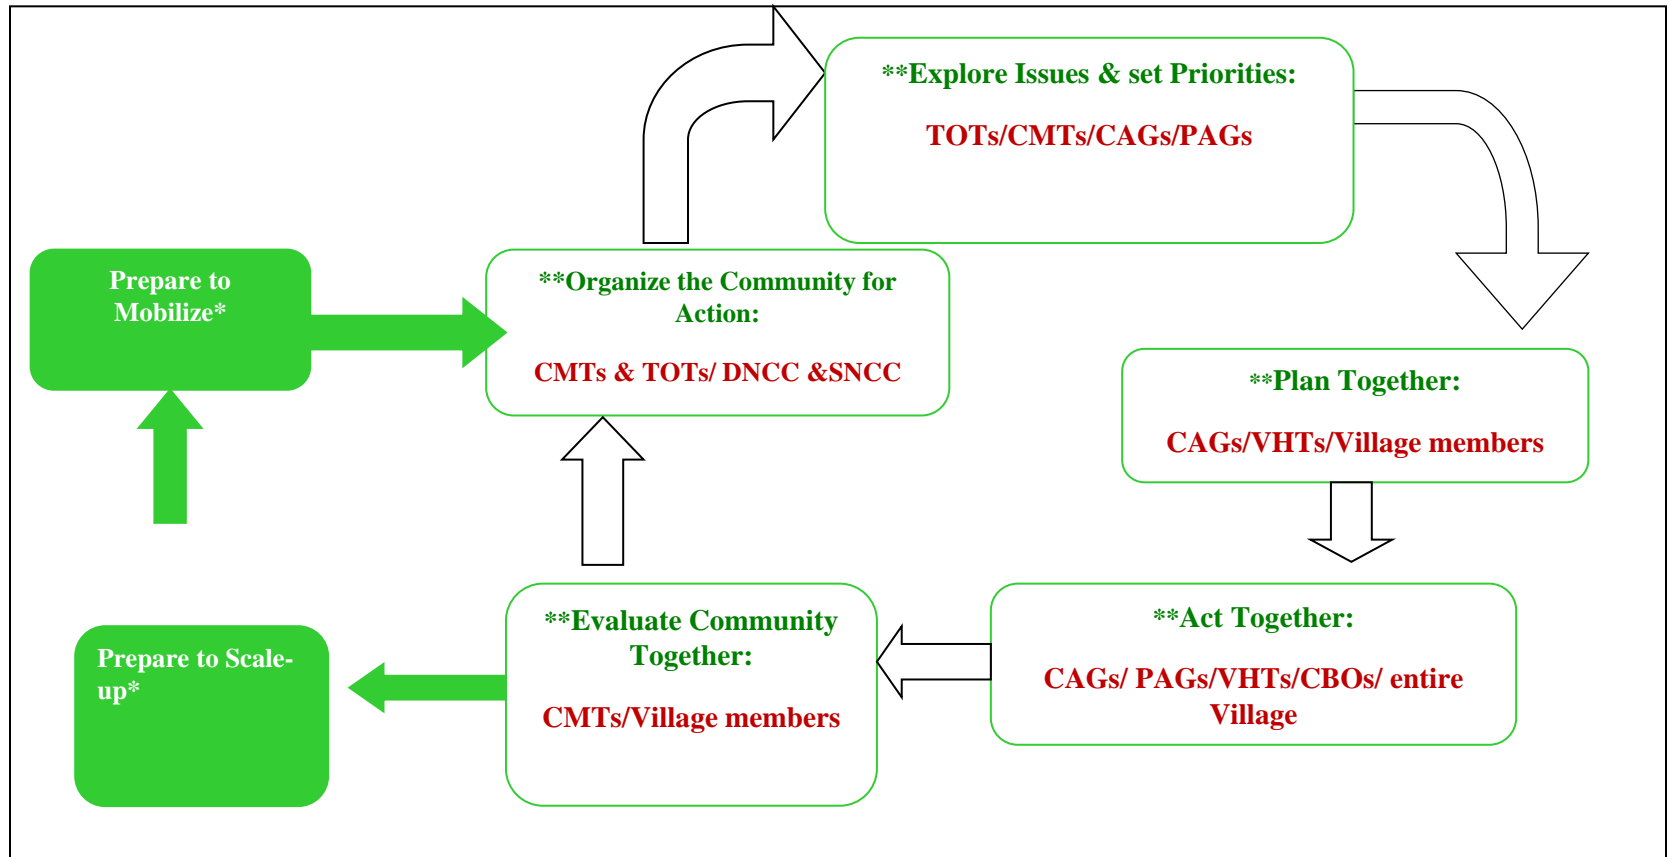 **Explore Issues & set Priorities:
TOTs/CMTs/CAGs/PAGs
Prepare to
Mobilize*
**Organize the Community for
Action:
CMTs & TOTs/ DNCC &SNCC
**Plan Together:
CAGs/VHTs/Village members
**Act Together:
CAGs/ PAGs/VHTs/CBOs/ entire
Village
**Evaluate Community
Together:
CMTs/Village members
Prepare to Scale-
up*